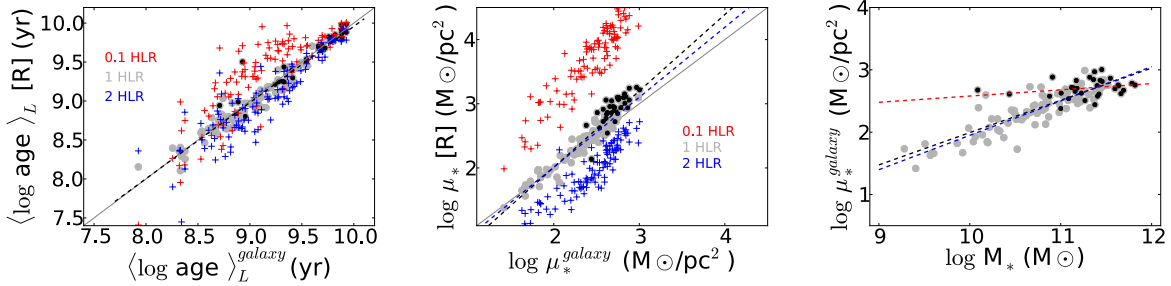 ⟨log age⟩_L [R] (yr)
10.0
9.5
9.0
8.5
8.0
7.5
0.1 HLR
1 HLR
2 HLR
7.5 8.0 8.5 9.0 9.5 10.0
⟨log age⟩_L^{galaxy} (yr)
log μ_* [R] (M⊙/pc²)
4
3
2
0.1 HLR
1 HLR
2 HLR
2 3 4
log μ_*^{galaxy} (M⊙/pc²)
log μ_*^{galaxy} (M⊙/pc²)
4
3
2
1
9 10 11 12
log M_* (M⊙)